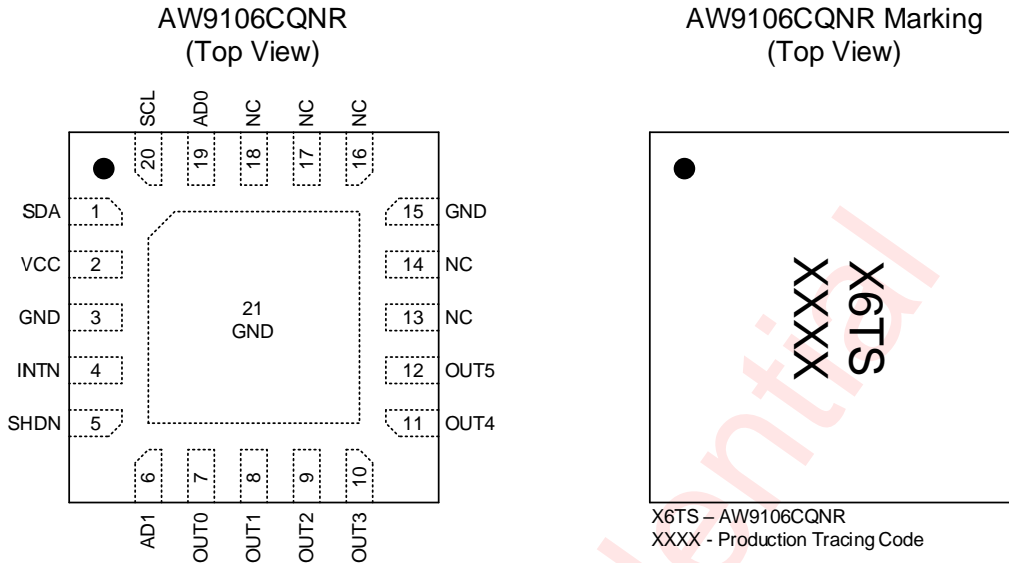 AW9106CQNR
(Top View)
SCL
AD0
NC
NC
NC
20
19
18
17
16
SDA
1
VCC
2
GND
3
INTN
4
SHDN
5
21
GND
15
GND
14
NC
13
NC
12
OUT5
11
OUT4
6
7
8
9
10
AD1
OUT0
OUT1
OUT2
OUT3
AW9106CQNR Marking
(Top View)
X6TS
XXXX
X6TS – AW9106CQNR
XXXX - Production Tracing Code
dential